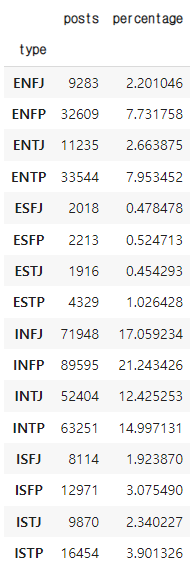 posts percentage
type
ENFJ 9283 2.201046
ENFP 32609 7.731758
ENTJ 11235 2.663875
ENTP 33544 7.953452
ESFJ 2018 0.478478
ESFP 2213 0.524713
ESTJ 1916 0.454293
ESTP 4329 1.026428
INFJ 71948 17.059234
INFP 89595 21.243426
INTJ 52404 12.425253
INTP 63251 14.997131
ISFJ 8114 1.923870
ISFP 12971 3.075490
ISTJ 9870 2.340227
ISTP 16454 3.901326